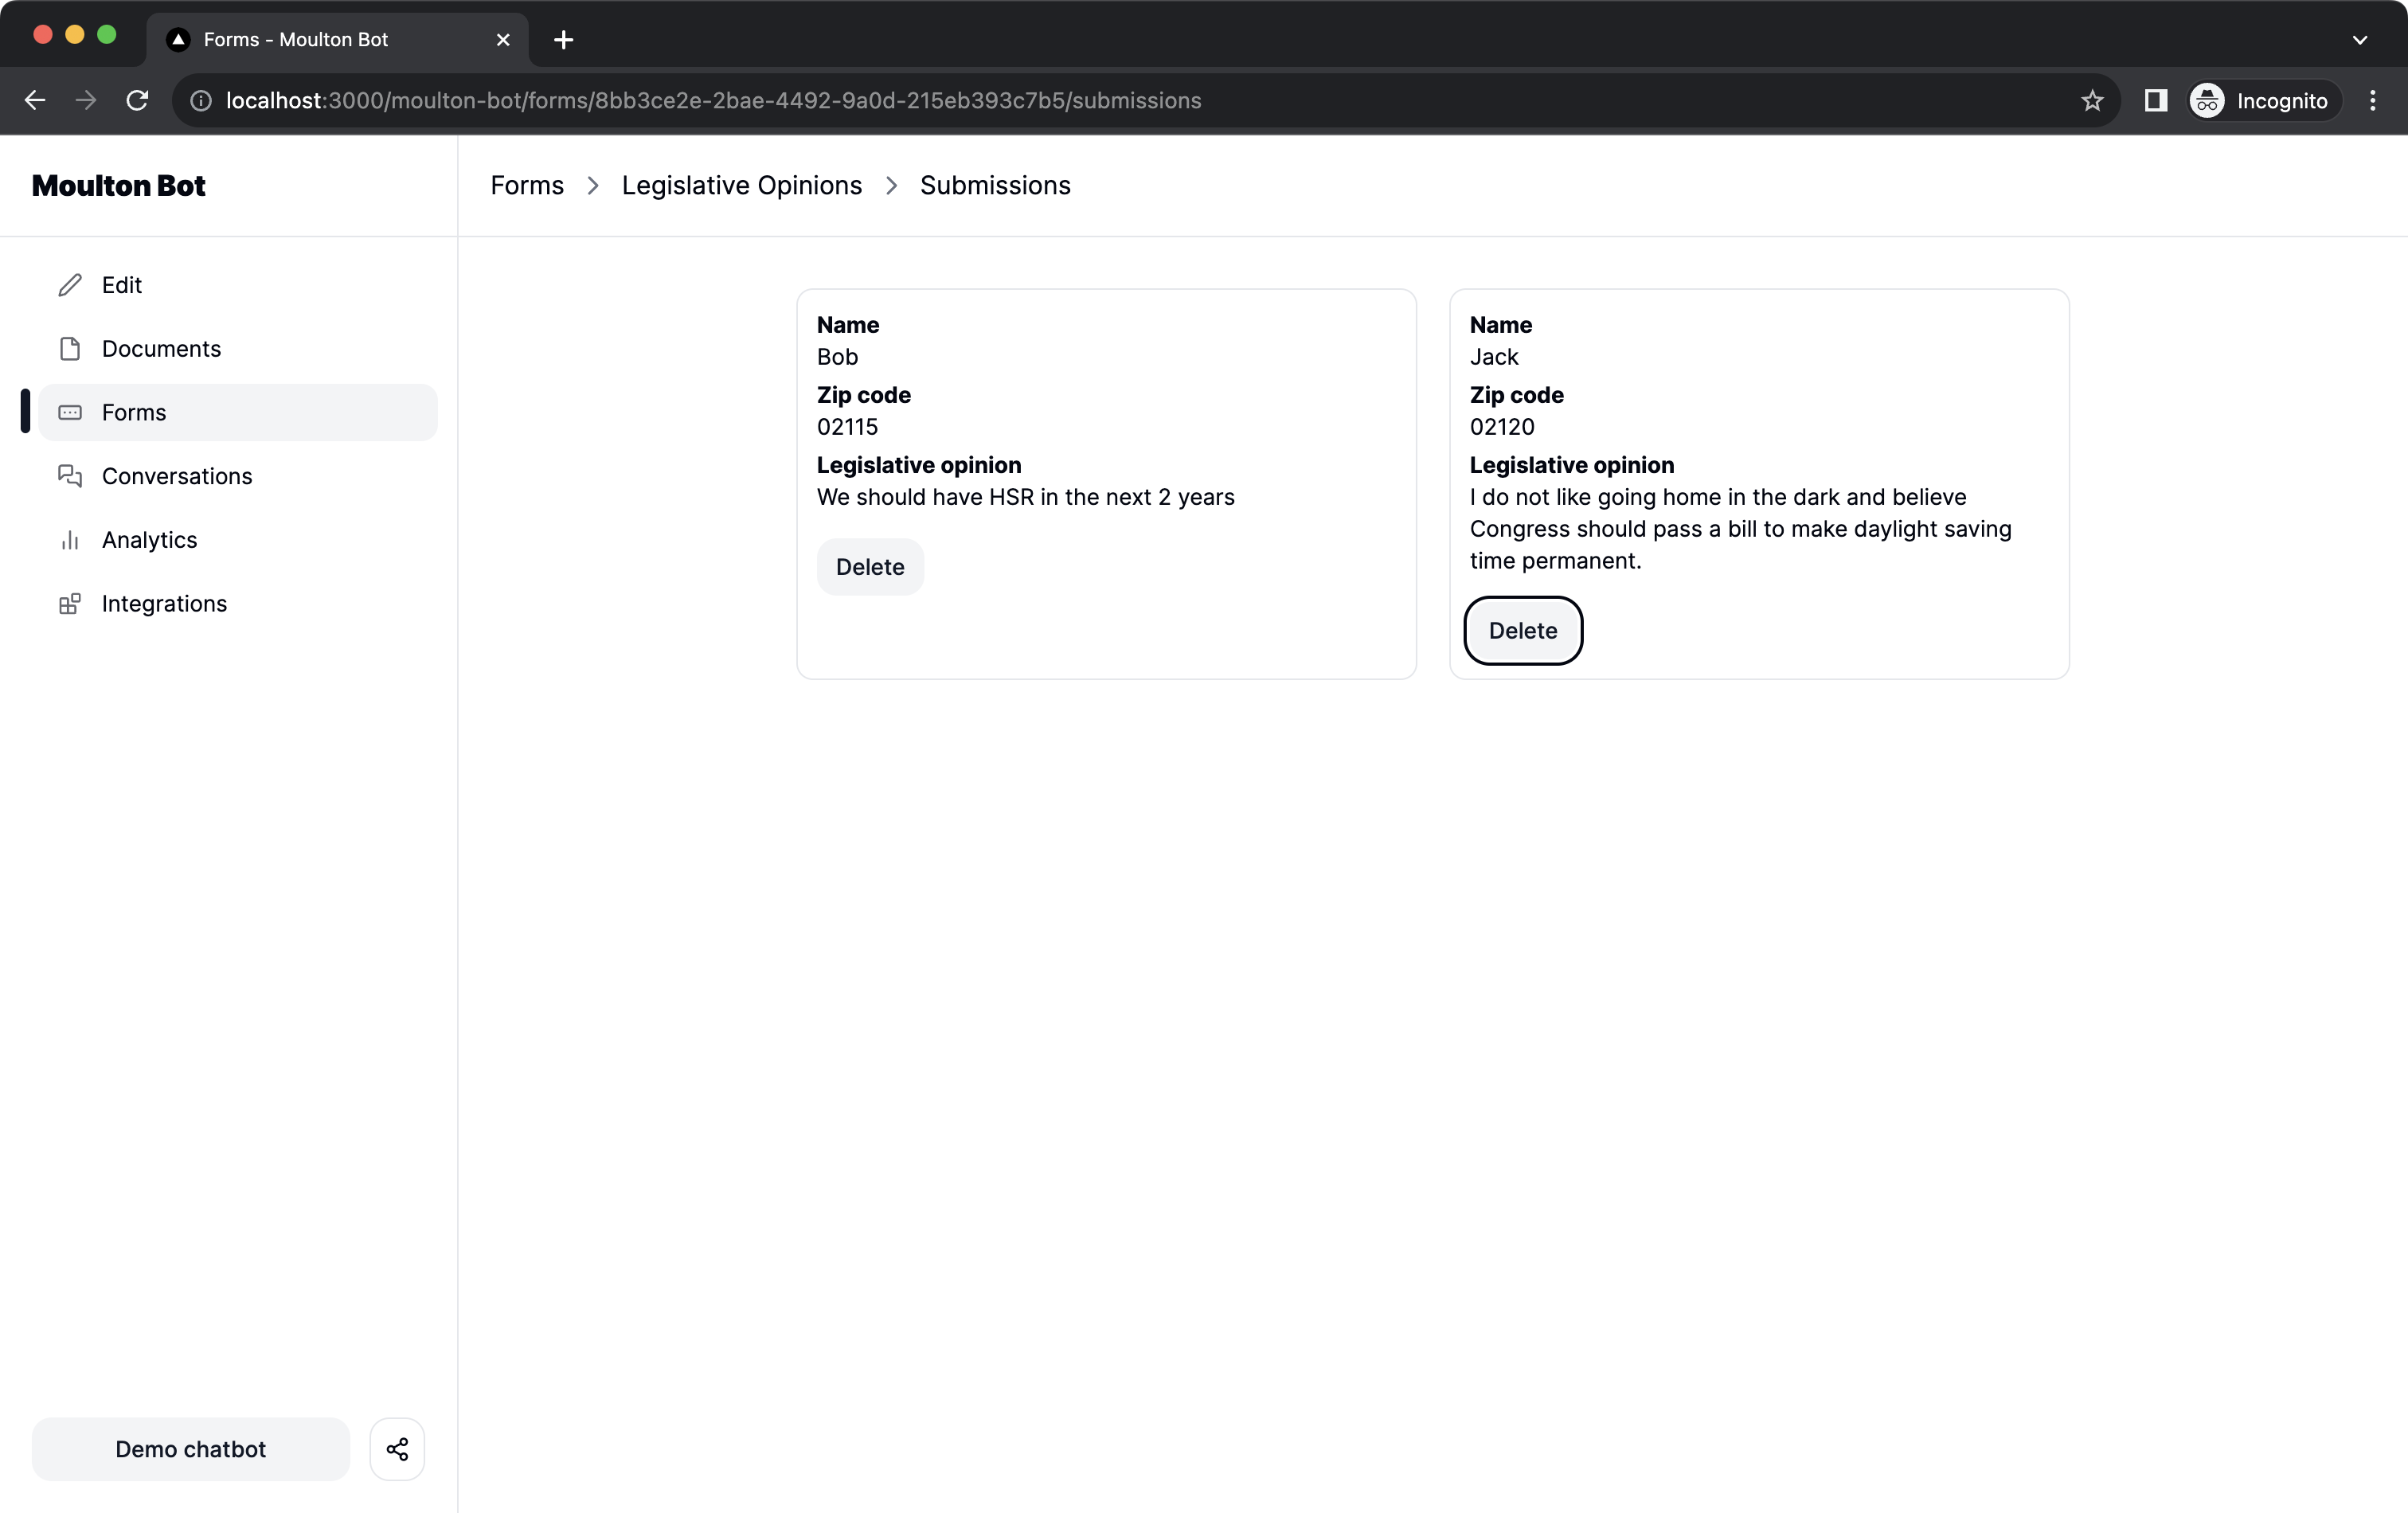 Forms - Moulton Bot
localhost:3000/moulton-bot/forms/8bb3ce2e-2bae-4492-9a0d-215eb393c7b5/submissions
Incognito
Moulton Bot
Forms
Legislative Opinions
Submissions
Edit
Documents
Forms
Conversations
Analytics
Integrations
Name
Bob
Zip code
02115
Legislative opinion
We should have HSR in the next 2 years
Delete
Name
Jack
Zip code
02120
Legislative opinion
I do not like going home in the dark and believe
Congress should pass a bill to make daylight saving
time permanent.
Delete
Demo chatbot